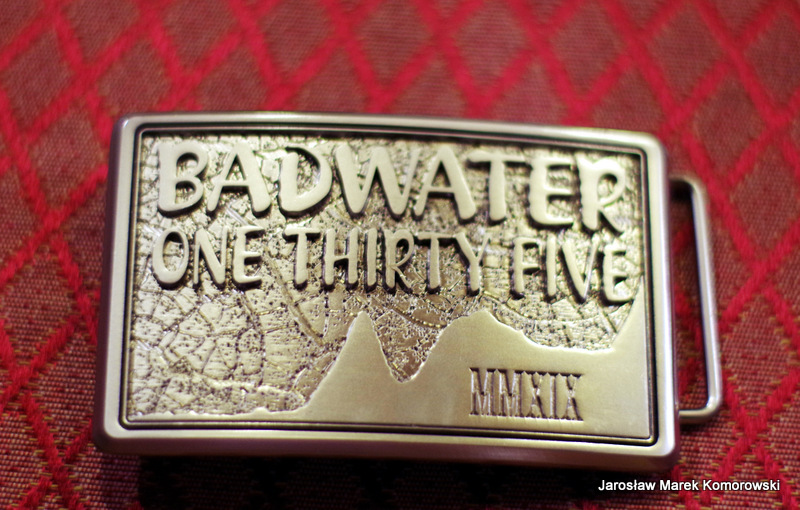 BADWATER
ONE THIRTY FIVE
MMXIX
Jarosław Marek Komorowski